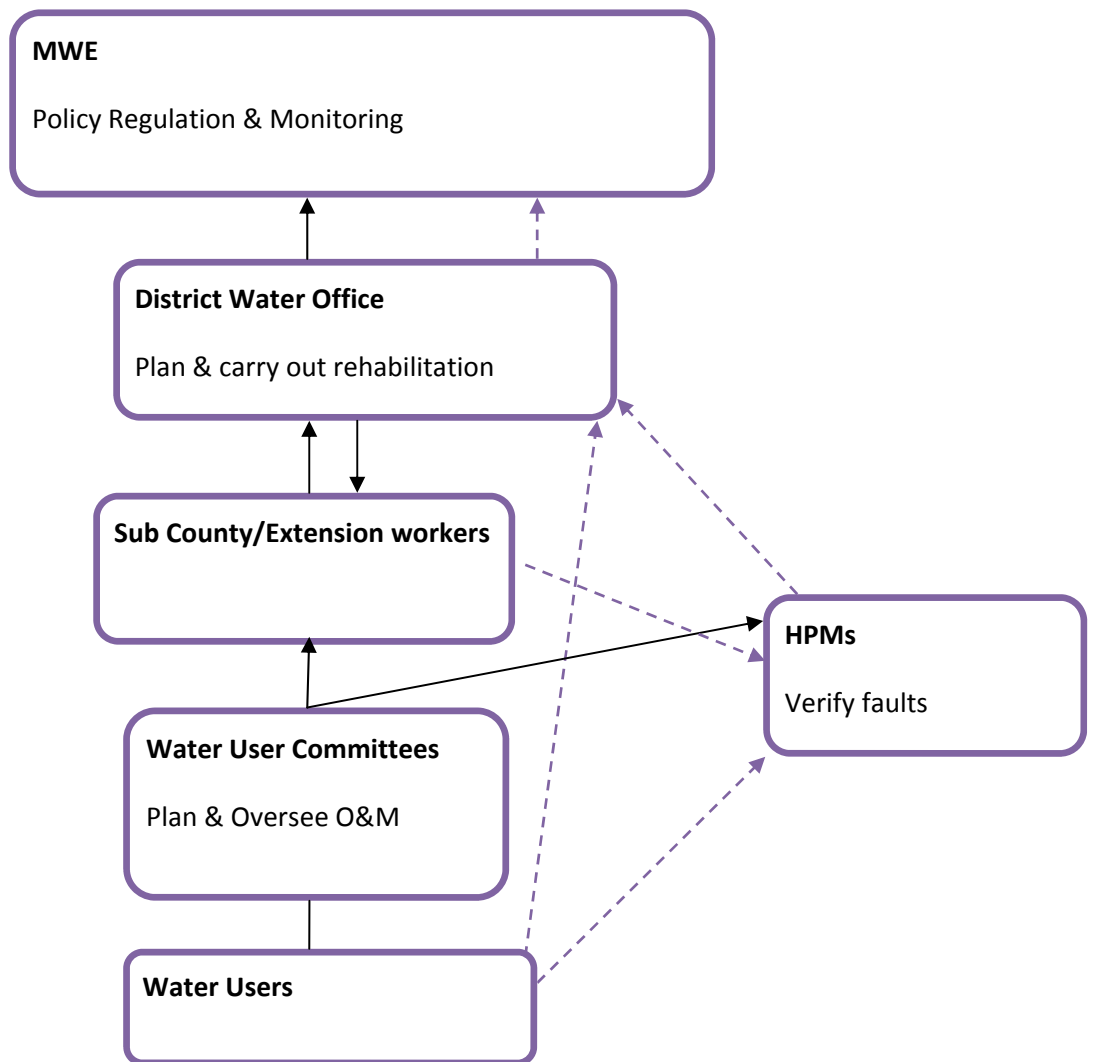 MWE
Policy Regulation & Monitoring
District Water Office
Plan & carry out rehabilitation
Sub County/Extension workers
HPMs
Verify faults
Water User Committees
Plan & Oversee O&M
Water Users